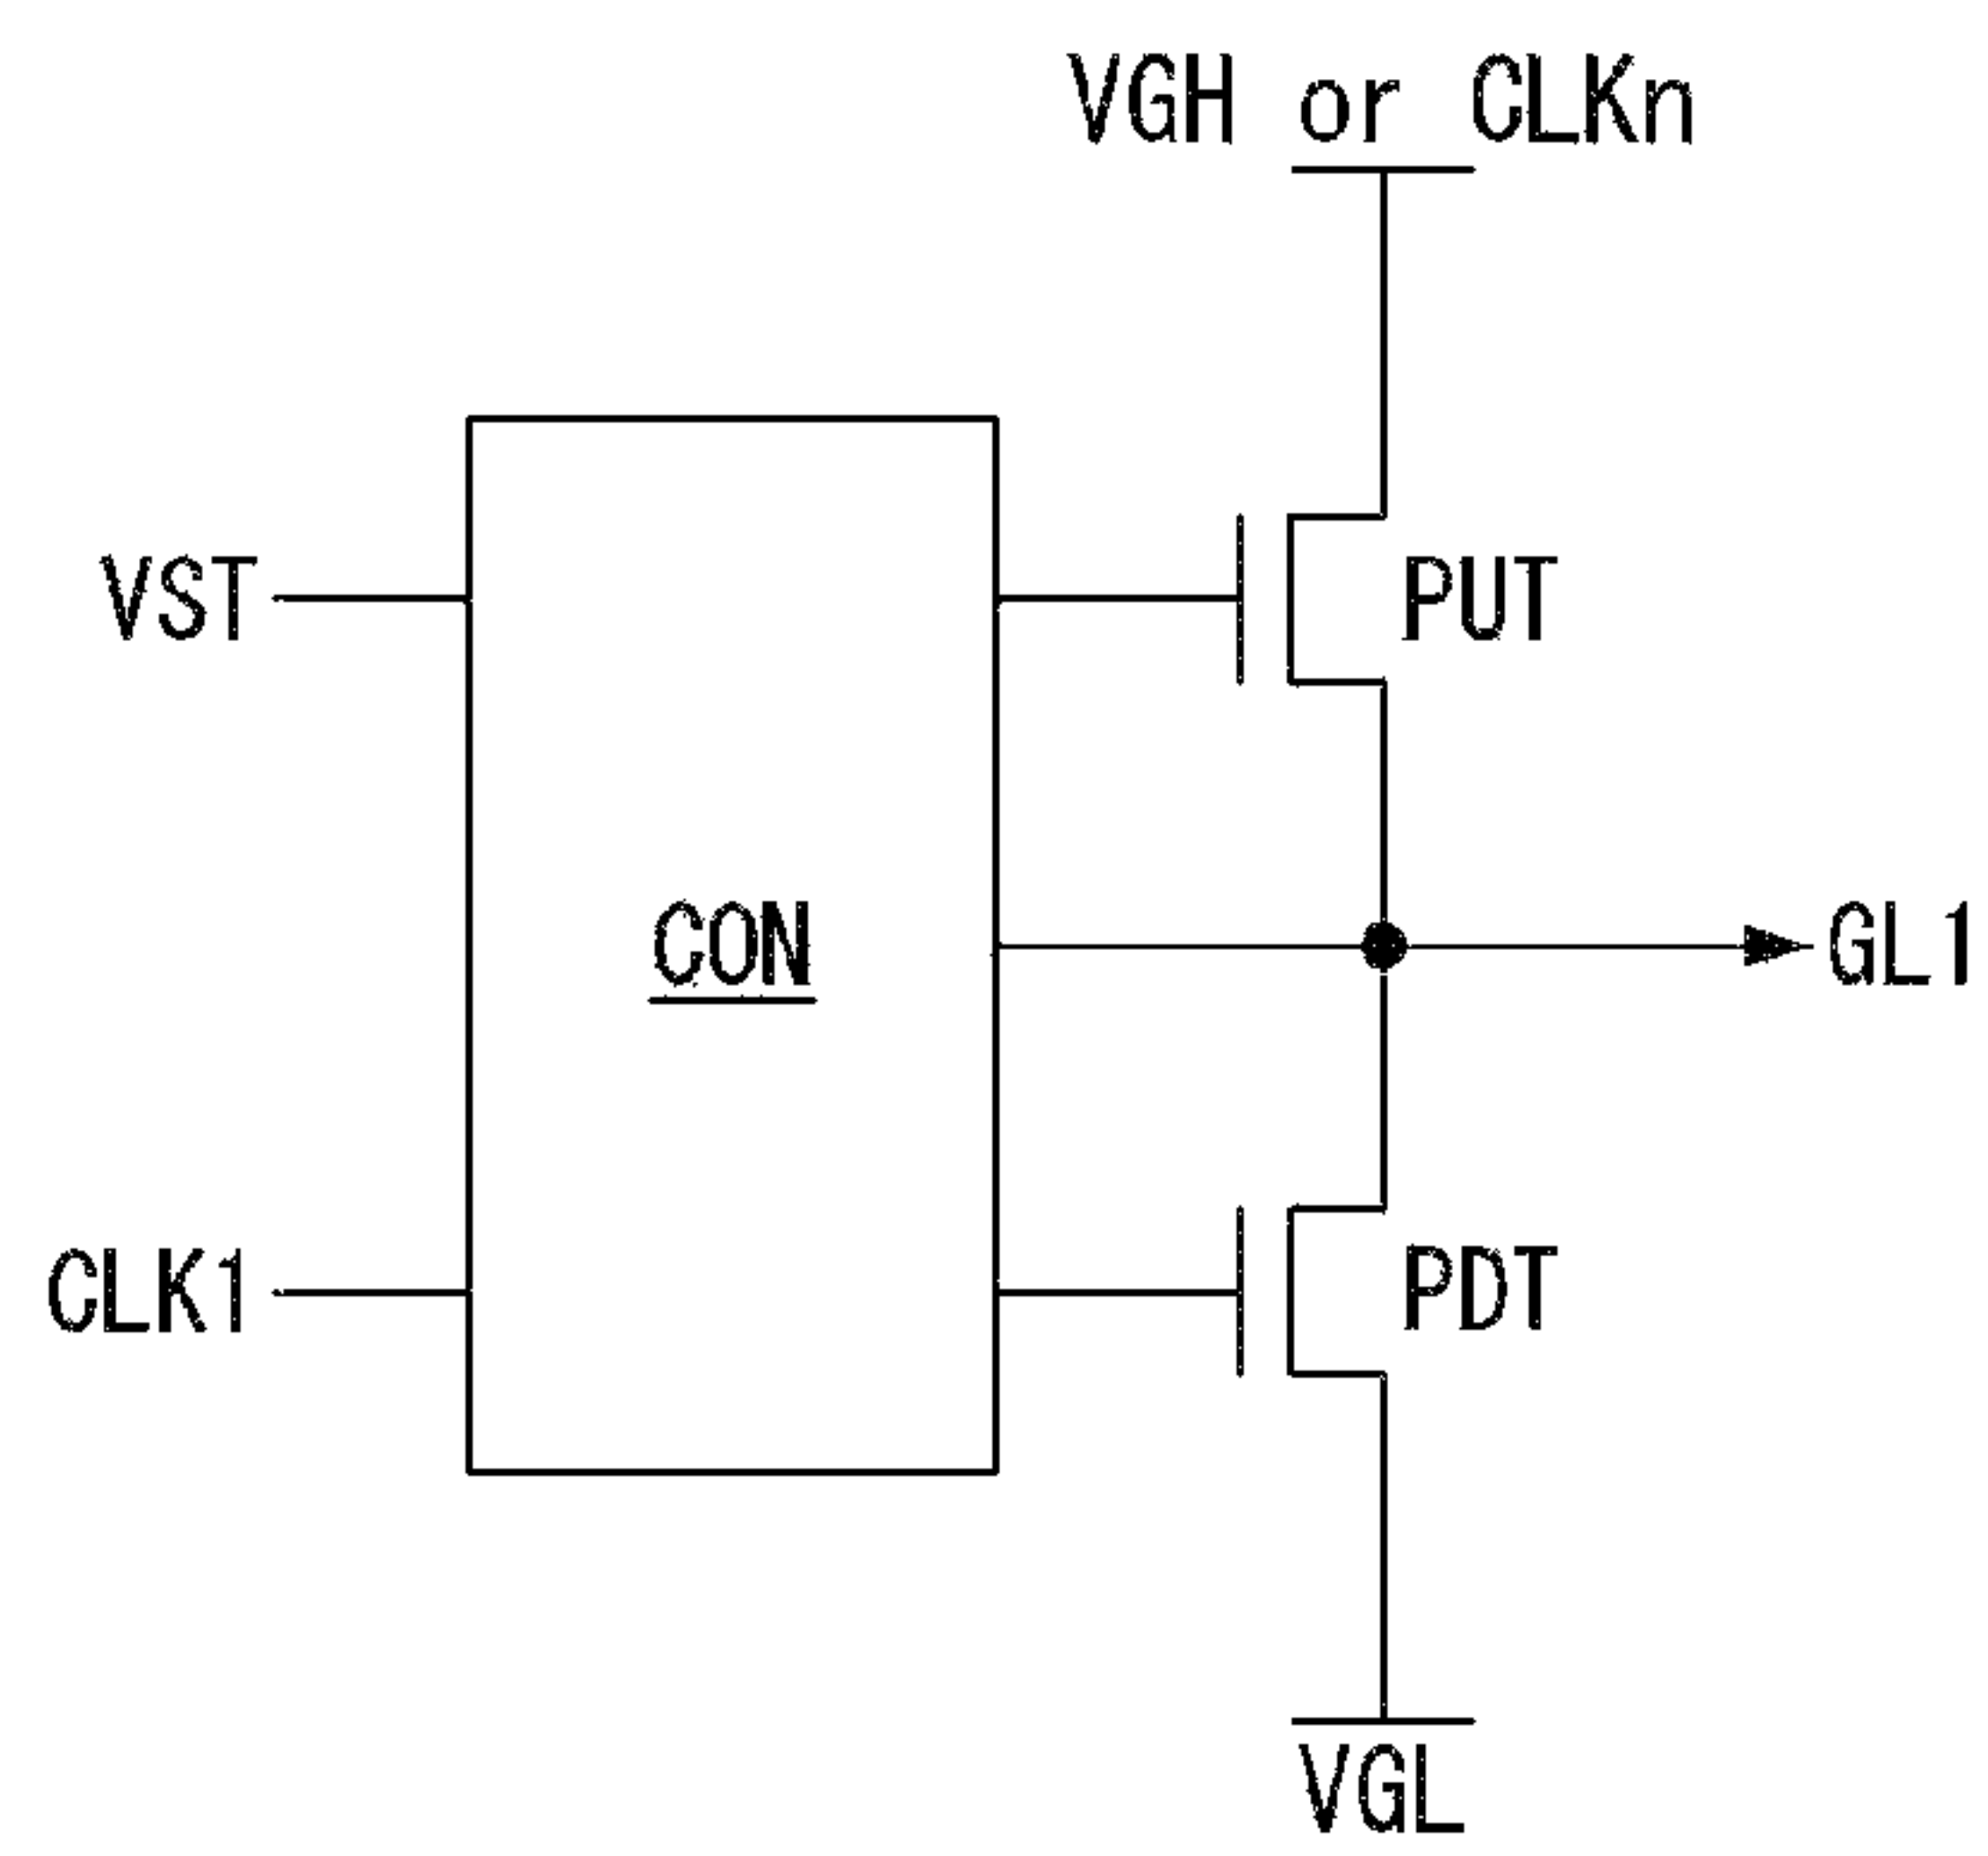 VGH or CLKn
VST
PUT
CON
GL1
CLK1
PDT
VGL